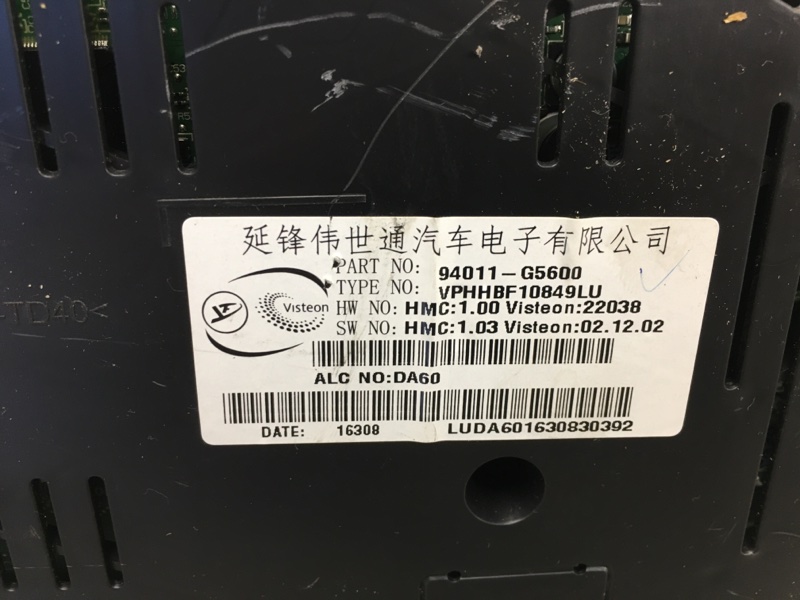 延锋伟世通汽车电子有限公司
PART NO: 94011-G5600
TYPE NO: VPHHBF10849LU
Visteon
HW NO: HMC:1.00 Visteon:22038
SW NO: HMC:1.03 Visteon:02.12.02
ALC NO:DA60
DATE: 16308 LUDA601630830392